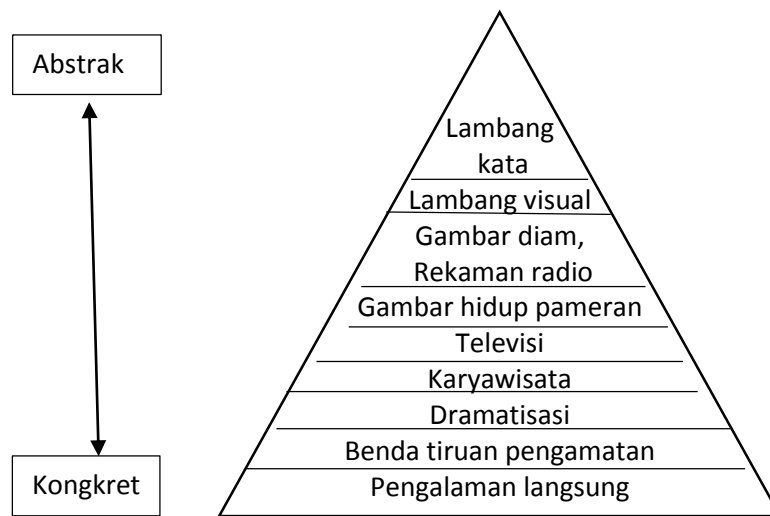 Abstrak
Lambang
kata
Lambang visual
Gambar diam,
Rekaman radio
Gambar hidup pameran
Televisi
Karyawisata
Dramatisasi
Benda tiruan pengamatan
Kongkret
Pengalaman langsung